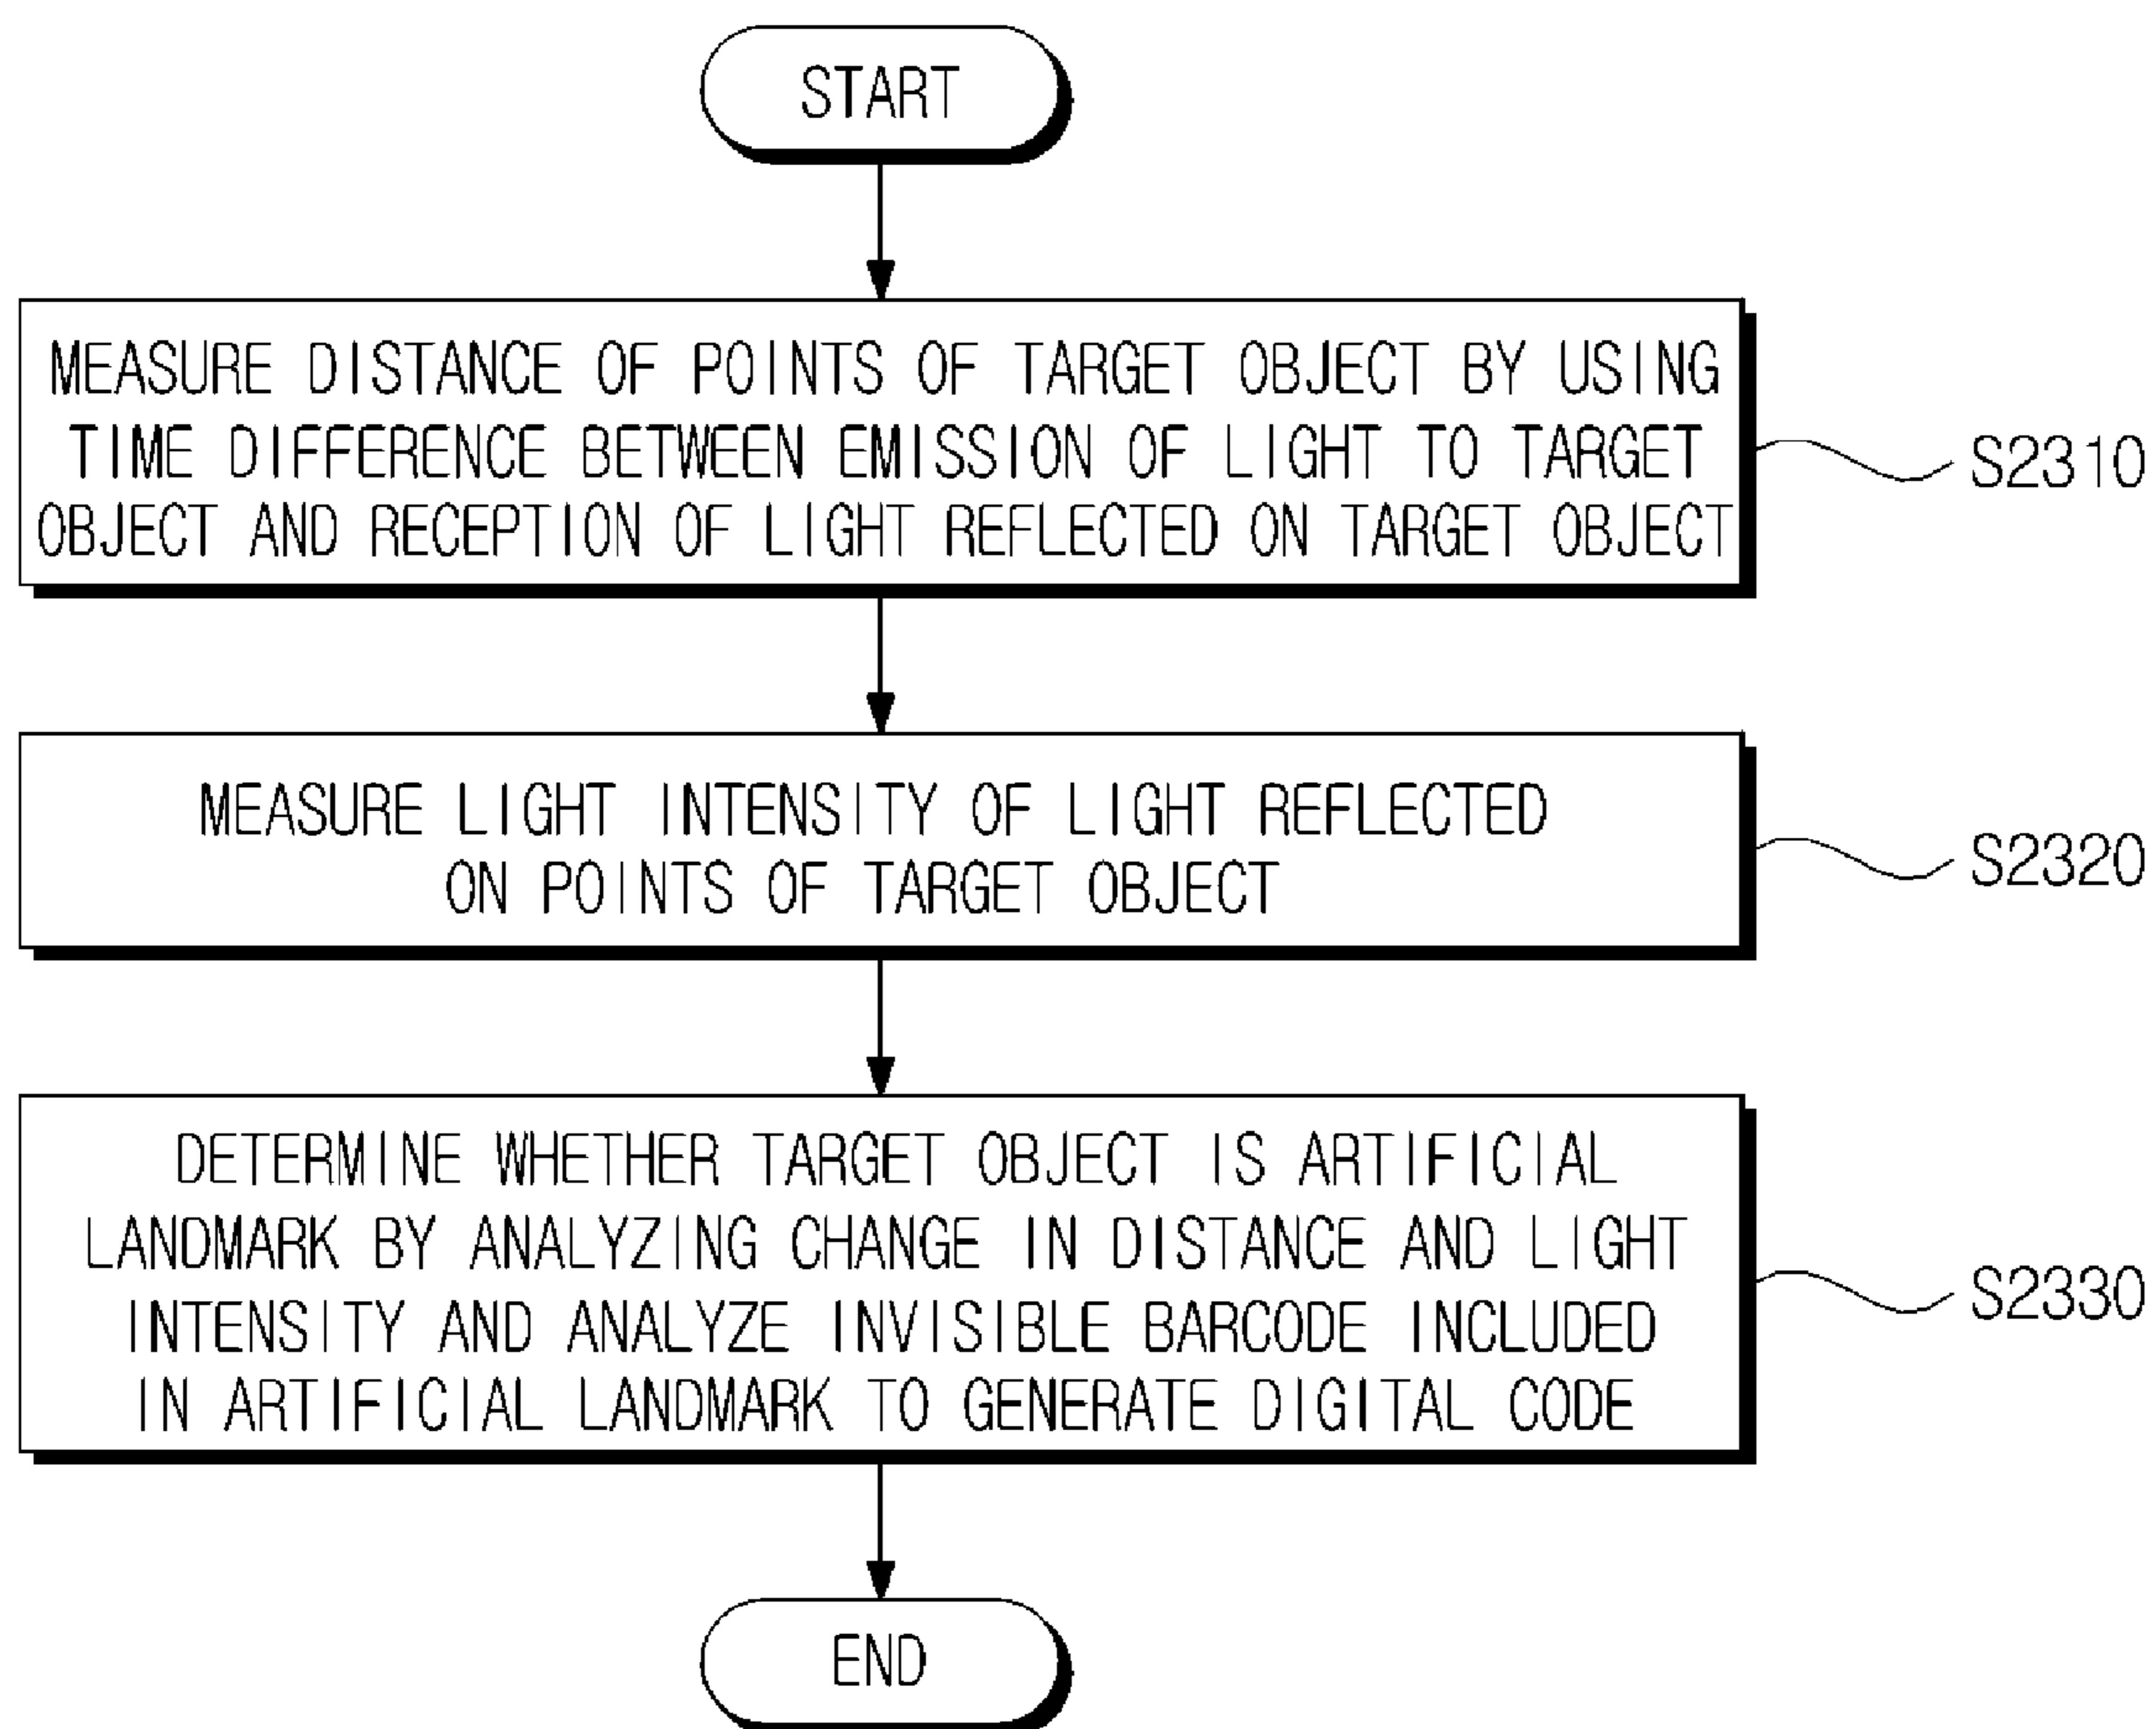 START
MEASURE DISTANCE OF POINTS OF TARGET OBJECT BY USING
TIME DIFFERENCE BETWEEN EMISSION OF LIGHT TO TARGET
OBJECT AND RECEPTION OF LIGHT REFLECTED ON TARGET OBJECT
S2310
MEASURE LIGHT INTENSITY OF LIGHT REFLECTED
ON POINTS OF TARGET OBJECT
S2320
DETERMINE WHETHER TARGET OBJECT IS ARTIFICIAL
LANDMARK BY ANALYZING CHANGE IN DISTANCE AND LIGHT
INTENSITY AND ANALYZE INVISIBLE BARCODE INCLUDED
IN ARTIFICIAL LANDMARK TO GENERATE DIGITAL CODE
S2330
END